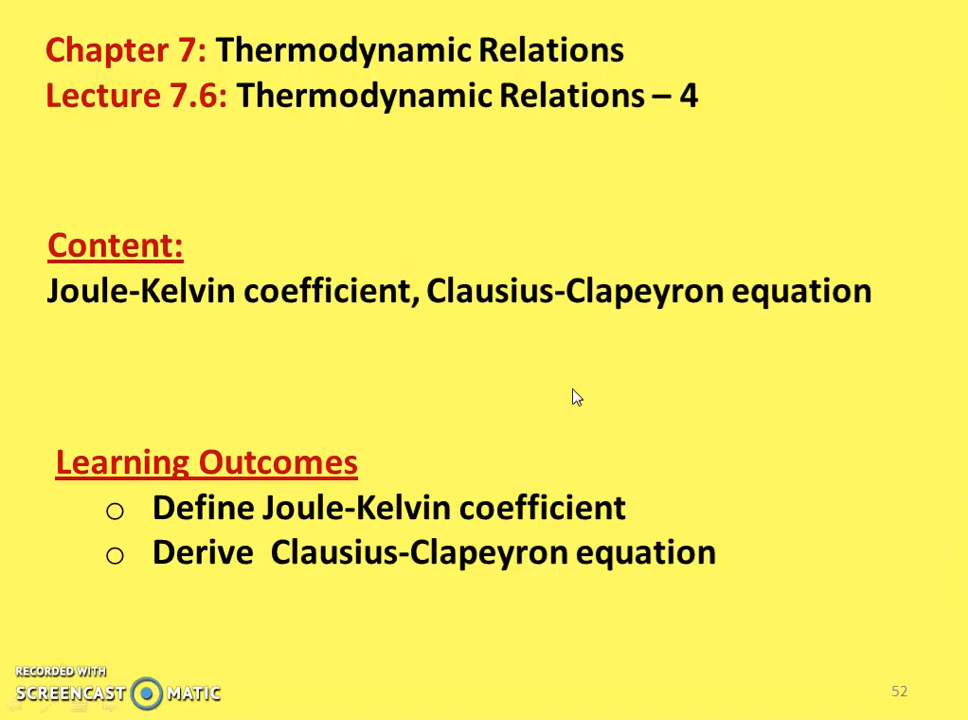 Chapter 7: Thermodynamic Relations
Lecture 7.6: Thermodynamic Relations – 4
Content:
Joule-Kelvin coefficient, Clausius-Clapeyron equation
Learning Outcomes
o Define Joule-Kelvin coefficient
o Derive Clausius-Clapeyron equation
RECORDED WITH
SCREENCAST MATIC
52